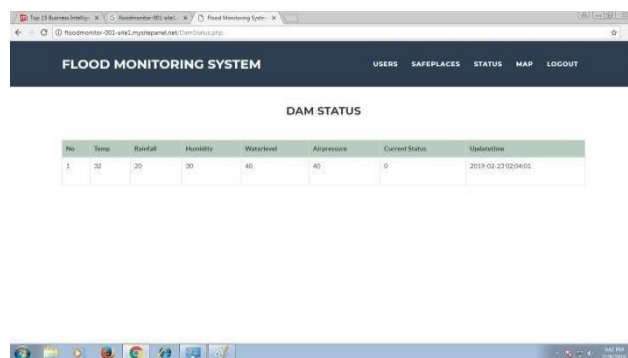 Top 15 Business Intellig
floodmonitor-001-site1
Flood Monitoring System
floodmonitor-001-site1.mysitepanel.net/DamStatus.php
FLOOD MONITORING SYSTEM
USERS SAFEPLACES STATUS MAP LOGOUT
DAM STATUS
No Temp Rainfall Humidity Waterlevel Airpressure Current Status Updatetime
1 32 20 30 40 40 0 2019-02-23 02:04:01